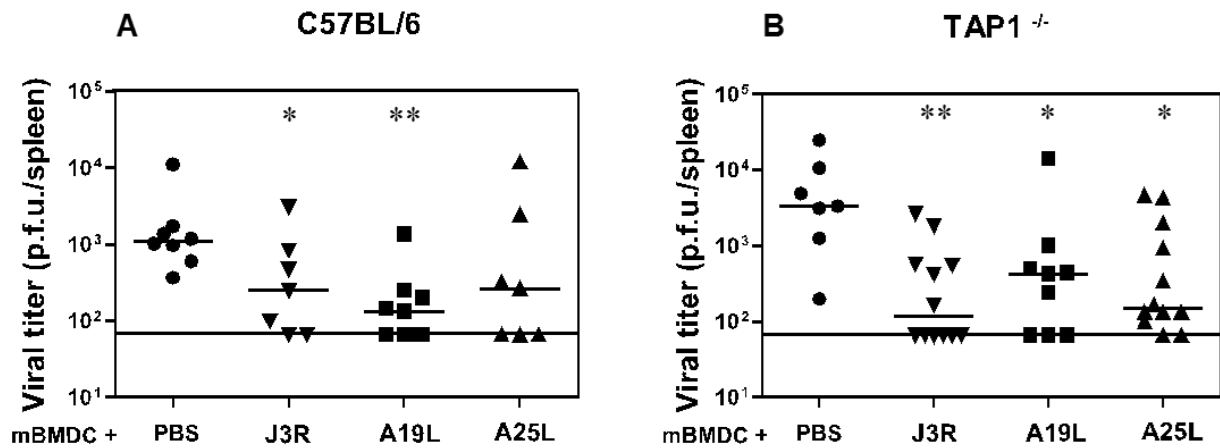 A C57BL/6
Viral titer (p.f.u./spleen)
10^5
10^4
10^3
10^2
10^1
* **
mBMDC + PBS J3R A19L A25L
B TAP1 -/-
Viral titer (p.f.u./spleen)
10^5
10^4
10^3
10^2
10^1
** * *
mBMDC + PBS J3R A19L A25L